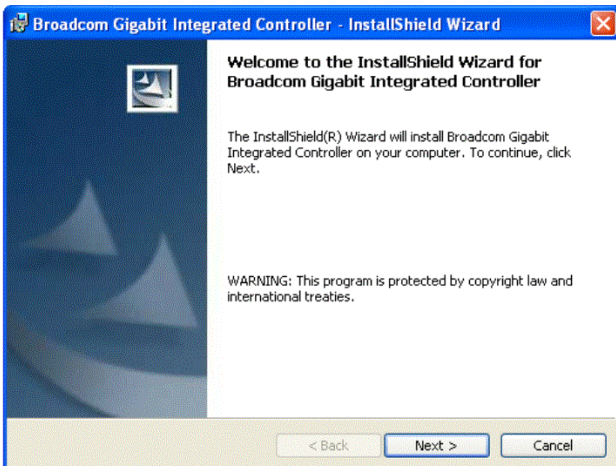 Broadcom Gigabit Integrated Controller - InstallShield Wizard
Welcome to the InstallShield Wizard for
Broadcom Gigabit Integrated Controller
The InstallShield(R) Wizard will install Broadcom Gigabit
Integrated Controller on your computer. To continue, click
Next.
WARNING: This program is protected by copyright law and
international treaties.
< Back
Next >
Cancel